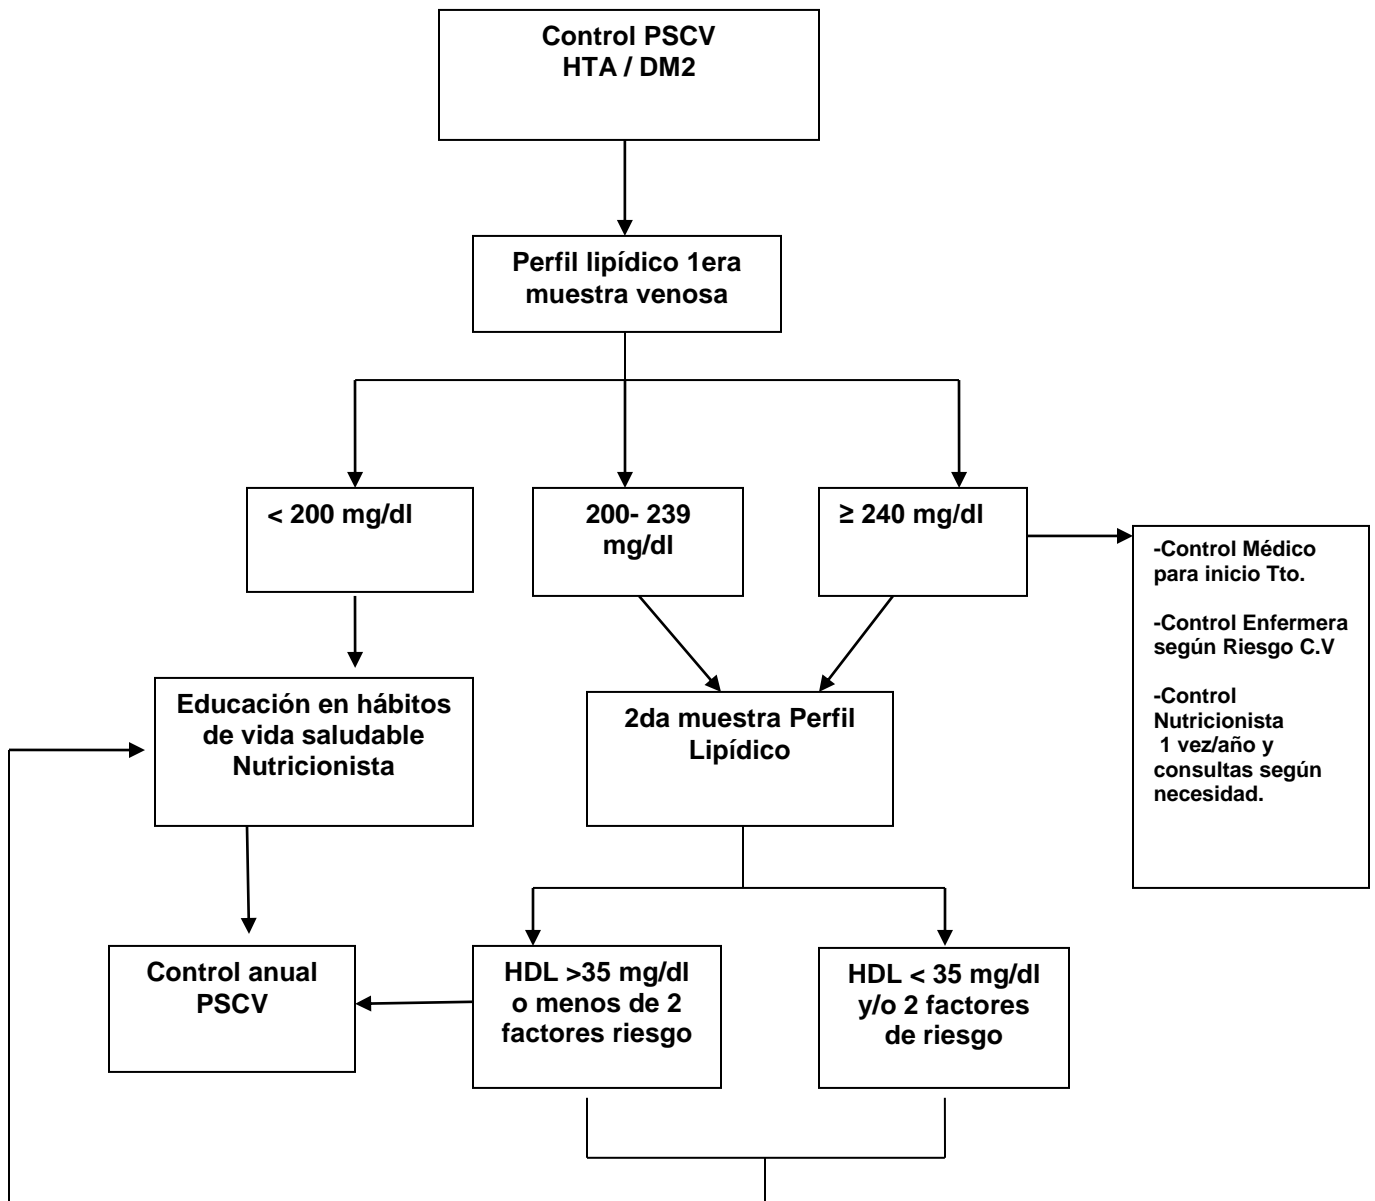 Control PSCV
HTA / DM2
Perfil lipídico 1era
muestra venosa
< 200 mg/dl
200- 239
mg/dl
≥ 240 mg/dl
-Control Médico
para inicio Tto.
-Control Enfermera
según Riesgo C.V
-Control
Nutricionista
1 vez/año y
consultas según
necesidad.
Educación en hábitos
de vida saludable
Nutricionista
2da muestra Perfil
Lipídico
Control anual
PSCV
HDL >35 mg/dl
o menos de 2
factores riesgo
HDL < 35 mg/dl
y/o 2 factores
de riesgo